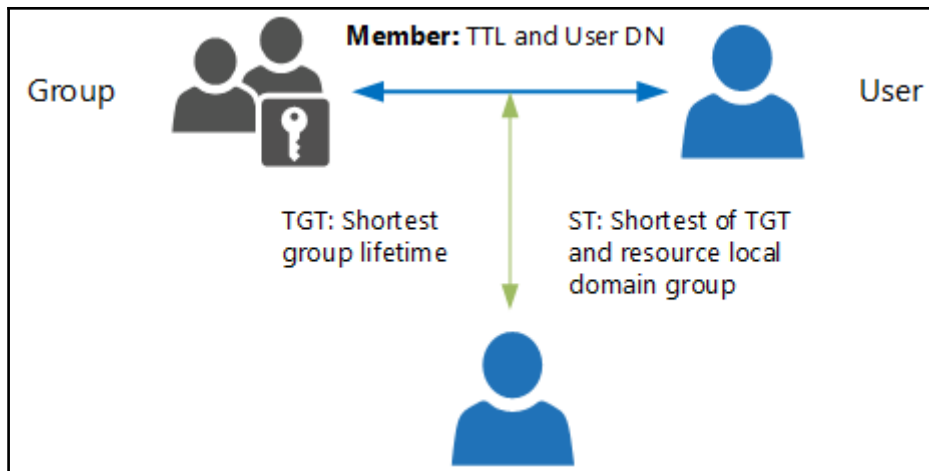 Member: TTL and User DN
Group
User
TGT: Shortest
group lifetime
ST: Shortest of TGT
and resource local
domain group